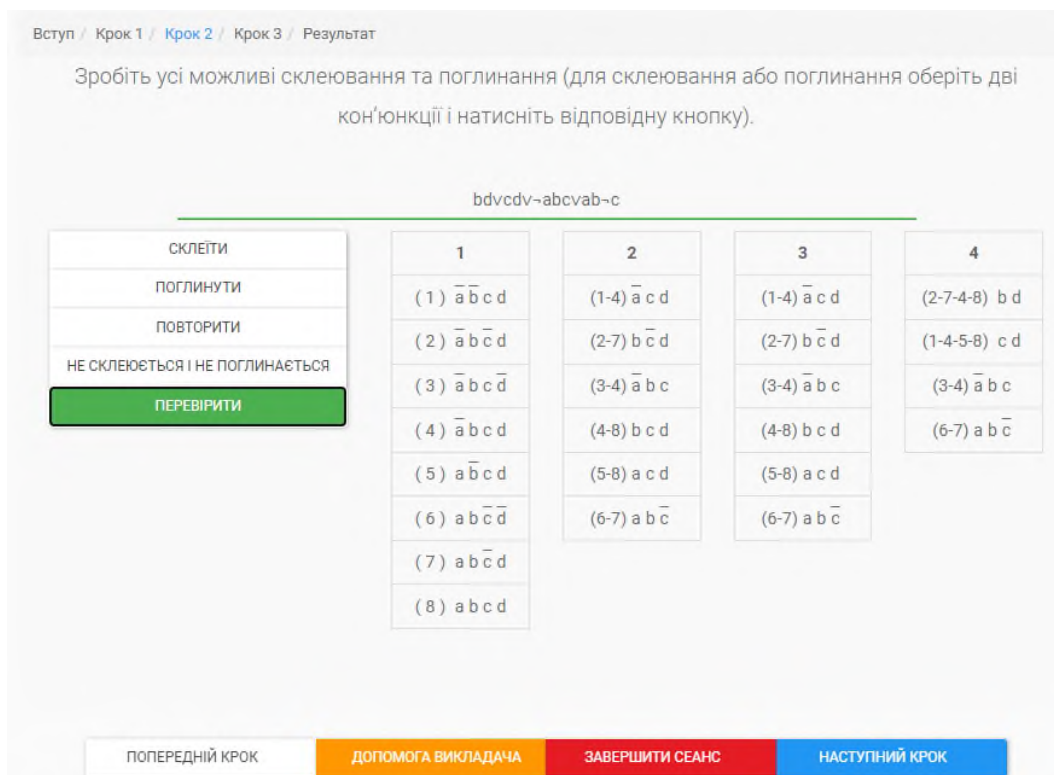 Вступ / Крок 1 / Крок 2 / Крок 3 / Результат
Зробіть усі можливі склеювання та поглинання (для склеювання або поглинання оберіть дві
кон'юнкції і натисніть відповідну кнопку).
bdvcdv¬abcvab¬c
СКЛЕЇТИ
ПОГЛИНУТИ
ПОВТОРИТИ
НЕ СКЛЕЮЄТЬСЯ І НЕ ПОГЛИНАЄТЬСЯ
ПЕРЕВІРИТИ
1
( 1 ) a̅ b̅ c d
( 2 ) a̅ b c̅ d
( 3 ) a̅ b c d̅
( 4 ) a̅ b c d
( 5 ) a b̅ c d
( 6 ) a b c̅ d̅
( 7 ) a b c̅ d
( 8 ) a b c d
2
(1-4) a̅ c d
(2-7) b c̅ d
(3-4) a̅ b c
(4-8) b c d
(5-8) a c d
(6-7) a b c̅
3
(1-4) a̅ c d
(2-7) b c̅ d
(3-4) a̅ b c
(4-8) b c d
(5-8) a c d
(6-7) a b c̅
4
(2-7-4-8) b d
(1-4-5-8) c d
(3-4) a̅ b c
(6-7) a b c̅
ПОПЕРЕДНІЙ КРОК
ДОПОМОГА ВИКЛАДАЧА
ЗАВЕРШИТИ СЕАНС
НАСТУПНИЙ КРОК